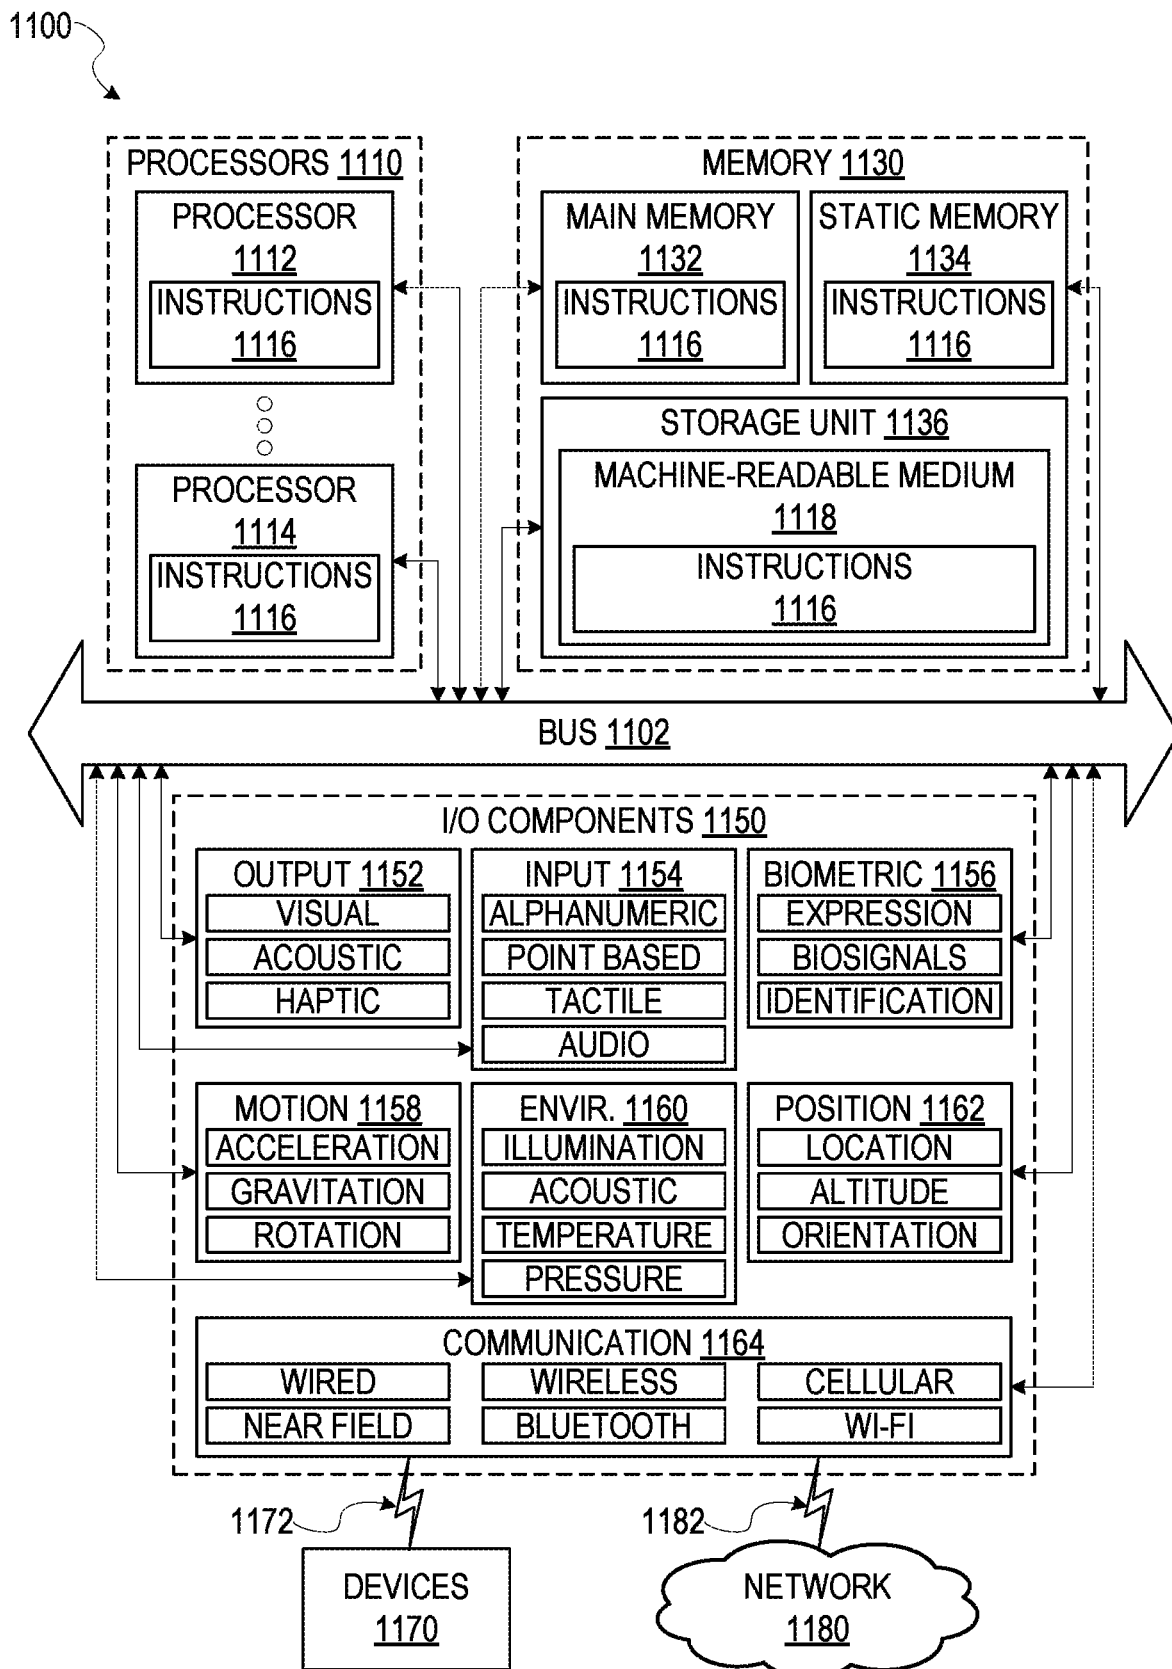 1100
PROCESSORS 1110
PROCESSOR
1112
INSTRUCTIONS
1116
PROCESSOR
1114
INSTRUCTIONS
1116
MEMORY 1130
MAIN MEMORY
1132
INSTRUCTIONS
1116
STATIC MEMORY
1134
INSTRUCTIONS
1116
STORAGE UNIT 1136
MACHINE-READABLE MEDIUM
1118
INSTRUCTIONS
1116
BUS 1102
I/O COMPONENTS 1150
OUTPUT 1152
VISUAL
ACOUSTIC
HAPTIC
INPUT 1154
ALPHANUMERIC
POINT BASED
TACTILE
AUDIO
BIOMETRIC 1156
EXPRESSION
BIOSIGNALS
IDENTIFICATION
MOTION 1158
ACCELERATION
GRAVITATION
ROTATION
ENVIR. 1160
ILLUMINATION
ACOUSTIC
TEMPERATURE
PRESSURE
POSITION 1162
LOCATION
ALTITUDE
ORIENTATION
COMMUNICATION 1164
WIRED
WIRELESS
CELLULAR
NEAR FIELD
BLUETOOTH
WI-FI
1172
1182
DEVICES
1170
NETWORK
1180